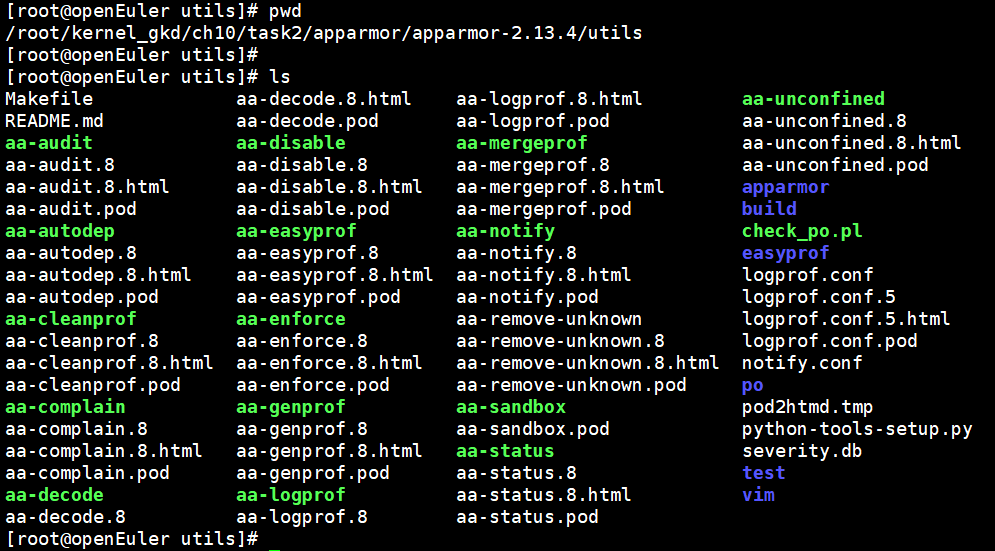 [root@openEuler utils]# pwd
/root/kernel_gkd/ch10/task2/apparmor/apparmor-2.13.4/utils
[root@openEuler utils]#
[root@openEuler utils]# ls
Makefile aa-decode.8.html aa-logprof.8.html aa-unconfined
README.md aa-decode.pod aa-logprof.pod aa-unconfined.8
aa-audit aa-disable aa-mergeprof aa-unconfined.8.html
aa-audit.8 aa-disable.8 aa-mergeprof.8 aa-unconfined.pod
aa-audit.8.html aa-disable.8.html aa-mergeprof.8.html apparmor
aa-audit.pod aa-disable.pod aa-mergeprof.pod build
aa-autodep aa-easyprof aa-notify check_po.pl
aa-autodep.8 aa-easyprof.8 aa-notify.8 easyprof
aa-autodep.8.html aa-easyprof.8.html aa-notify.8.html logprof.conf
aa-autodep.pod aa-easyprof.pod aa-notify.pod logprof.conf.5
aa-cleanprof aa-enforce aa-remove-unknown logprof.conf.5.html
aa-cleanprof.8 aa-enforce.8 aa-remove-unknown.8 logprof.conf.pod
aa-cleanprof.8.html aa-enforce.8.html aa-remove-unknown.8.html notify.conf
aa-cleanprof.pod aa-enforce.pod aa-remove-unknown.pod po
aa-complain aa-genprof aa-sandbox pod2htmd.tmp
aa-complain.8 aa-genprof.8 aa-sandbox.pod python-tools-setup.py
aa-complain.8.html aa-genprof.8.html aa-status severity.db
aa-complain.pod aa-genprof.pod aa-status.8 test
aa-decode aa-logprof aa-status.8.html vim
aa-decode.8 aa-logprof.8 aa-status.pod
[root@openEuler utils]#